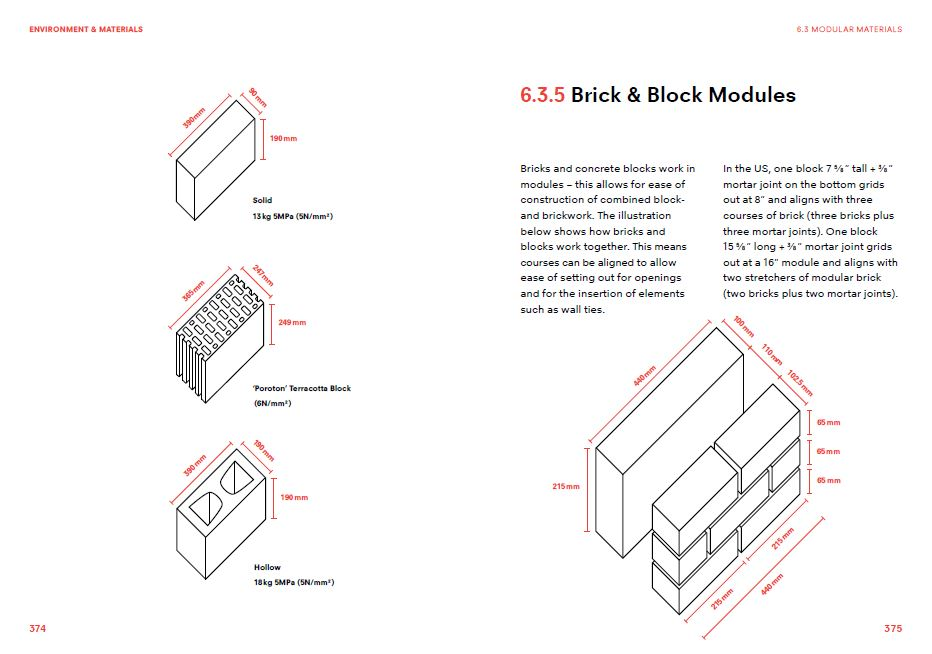 ENVIRONMENT & MATERIALS
390mm
90mm
190mm
Solid
13kg 5MPa (5N/mm²)
365mm
247mm
249mm
‘Poroton’ Terracotta Block
(6N/mm²)
390mm
190mm
190mm
Hollow
18kg 5MPa (5N/mm²)
374
6.3 MODULAR MATERIALS
6.3.5 Brick & Block Modules
Bricks and concrete blocks work in
modules – this allows for ease of
construction of combined block-
and brickwork. The illustration
below shows how bricks and
blocks work together. This means
courses can be aligned to allow
ease of setting out for openings
and for the insertion of elements
such as wall ties.
In the US, one block 7 ⅝” tall + ⅜”
mortar joint on the bottom grids
out at 8” and aligns with three
courses of brick (three bricks plus
three mortar joints). One block
15 ⅝” long + ⅜” mortar joint grids
out at a 16” module and aligns with
two stretchers of modular brick
(two bricks plus two mortar joints).
440mm
100mm
110mm
102.5mm
65mm
65mm
65mm
215mm
215mm
215mm
440mm
375